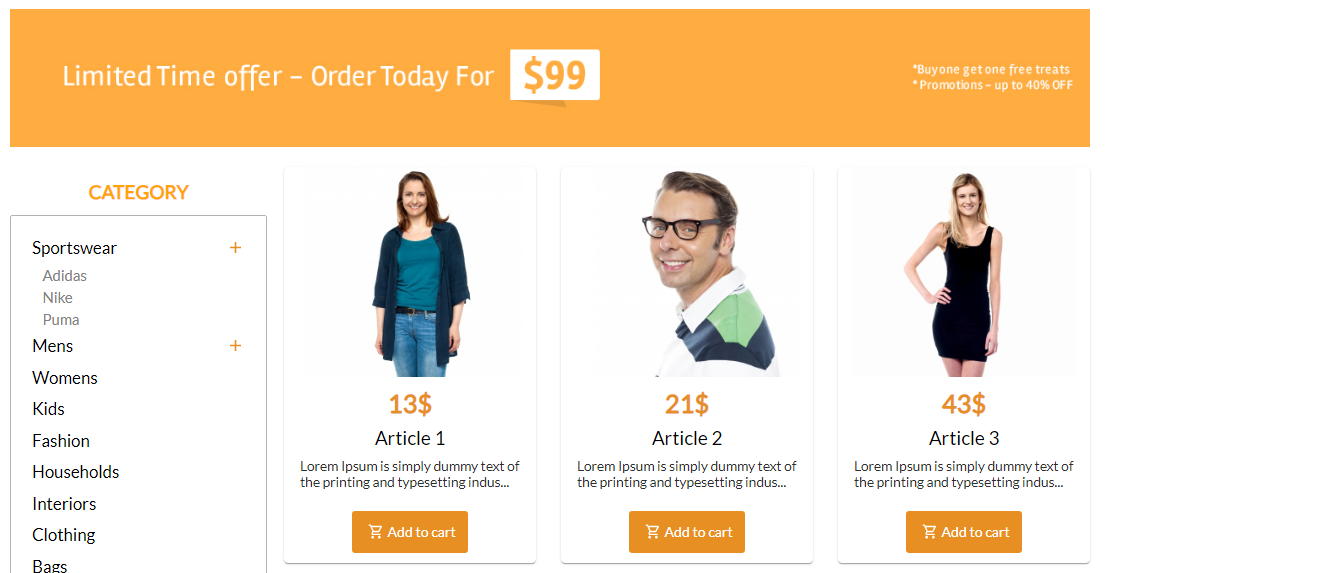 Limited Time offer – Order Today For $99
*Buy one get one free treats
* Promotions – up to 40% OFF
CATEGORY
Sportswear +
Adidas
Nike
Puma
Mens +
Womens
Kids
Fashion
Households
Interiors
Clothing
Bags
13$
Article 1
Lorem Ipsum is simply dummy text of
the printing and typesetting indus...
Add to cart
21$
Article 2
Lorem Ipsum is simply dummy text of
the printing and typesetting indus...
Add to cart
43$
Article 3
Lorem Ipsum is simply dummy text of
the printing and typesetting indus...
Add to cart